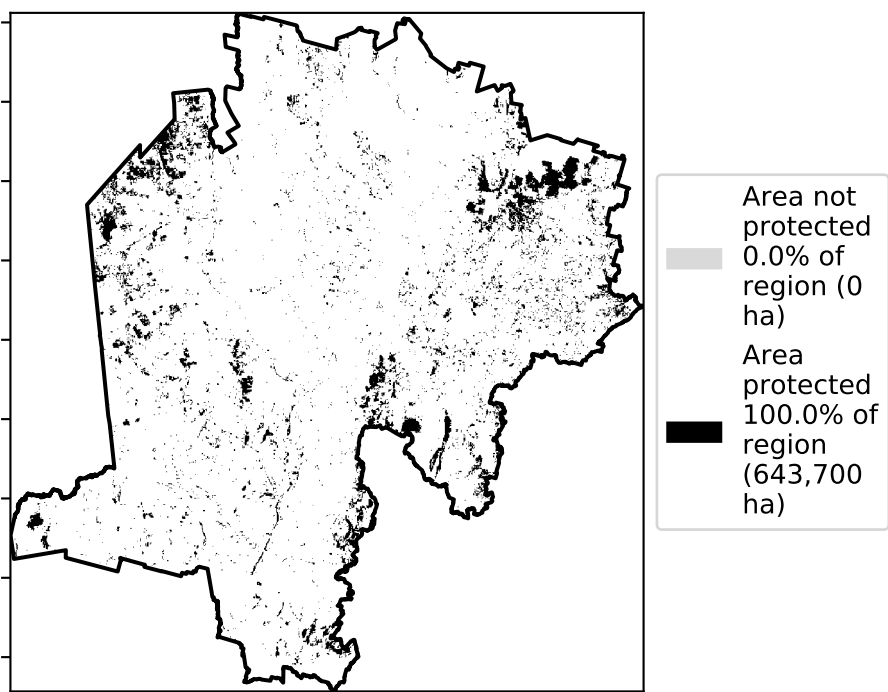 Area not
protected
0.0% of
region (0
ha)
Area
protected
100.0% of
region
(643,700
ha)